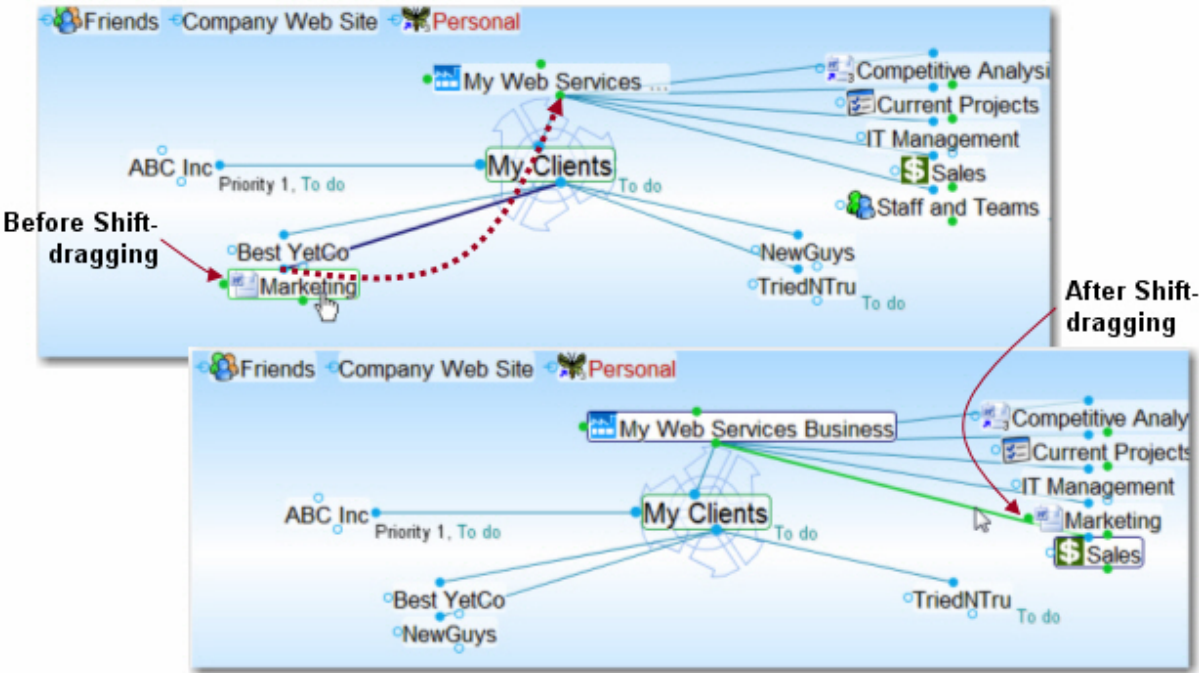 Friends Company Web Site Personal
My Web Services ...
Competitive Analysi
Current Projects
IT Management
Sales
Staff and Teams
ABC Inc
Priority 1, To do
My Clients
To do
Before Shift-
dragging
Best YetCo
Marketing
NewGuys
TriedNTru
To do
After Shift-
dragging
Friends Company Web Site Personal
My Web Services Business
Competitive Analy
Current Projects
IT Management
Marketing
Sales
ABC Inc
Priority 1, To do
My Clients
To do
Best YetCo
NewGuys
TriedNTru
To do